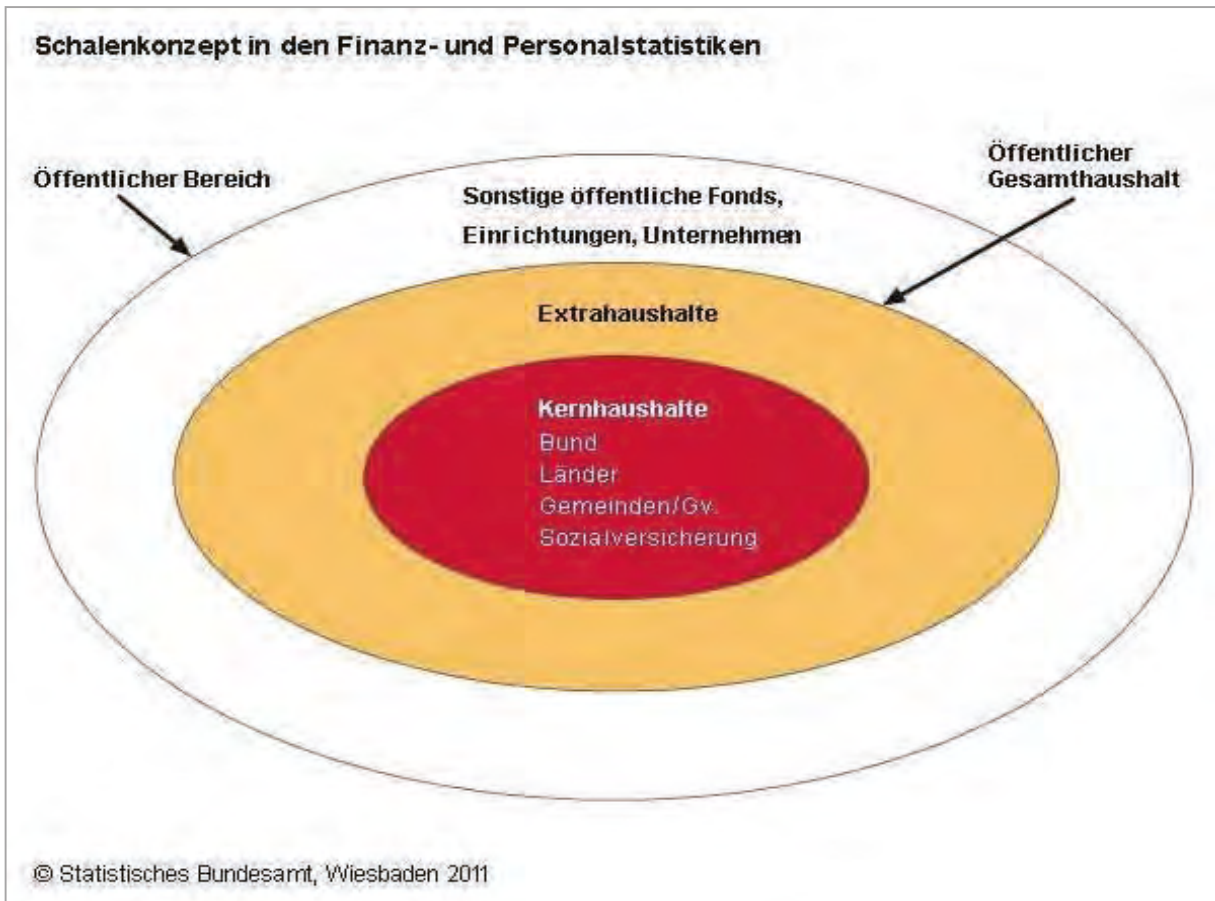 Schalenkonzept in den Finanz- und Personalstatistiken
Öffentlicher Bereich
Öffentlicher
Gesamthaushalt
Sonstige öffentliche Fonds,
Einrichtungen, Unternehmen
Extrahaushalte
Kernhaushalte
Bund
Länder
Gemeinden/Gv.
Sozialversicherung
© Statistisches Bundesamt, Wiesbaden 2011